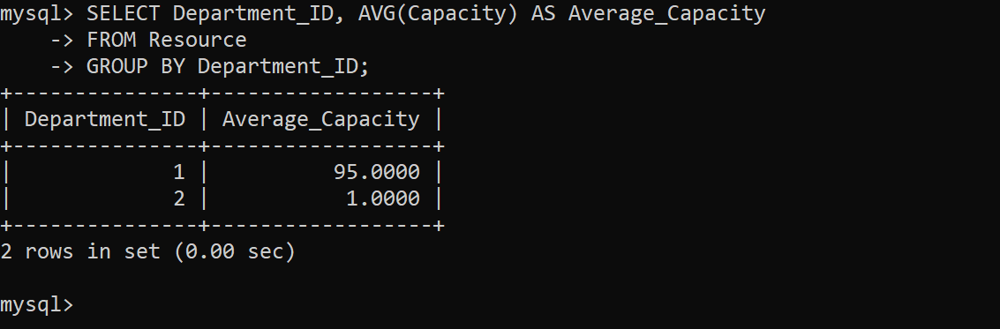 mysql> SELECT Department_ID, AVG(Capacity) AS Average_Capacity
    -> FROM Resource
    -> GROUP BY Department_ID;
+---------------+------------------+
| Department_ID | Average_Capacity |
+---------------+------------------+
|             1 |          95.0000 |
|             2 |           1.0000 |
+---------------+------------------+
2 rows in set (0.00 sec)

mysql>